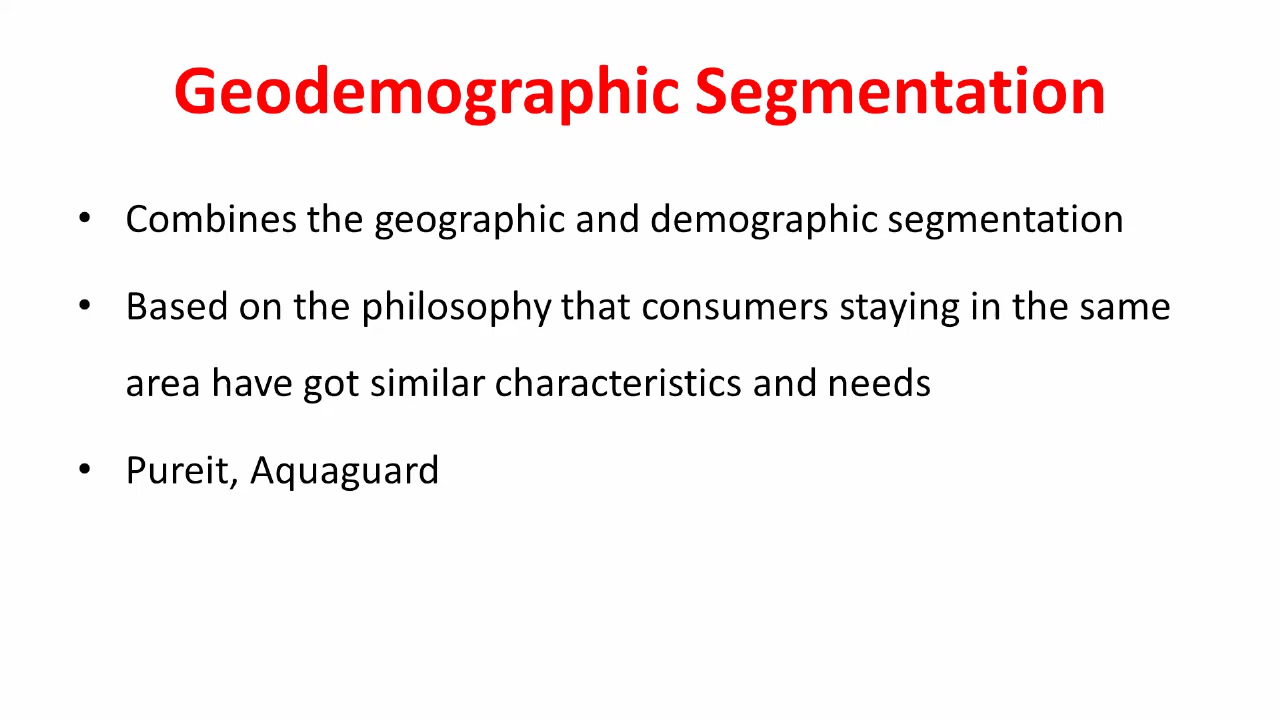 Geodemographic Segmentation
• Combines the geographic and demographic segmentation
• Based on the philosophy that consumers staying in the same
area have got similar characteristics and needs
• Pureit, Aquaguard